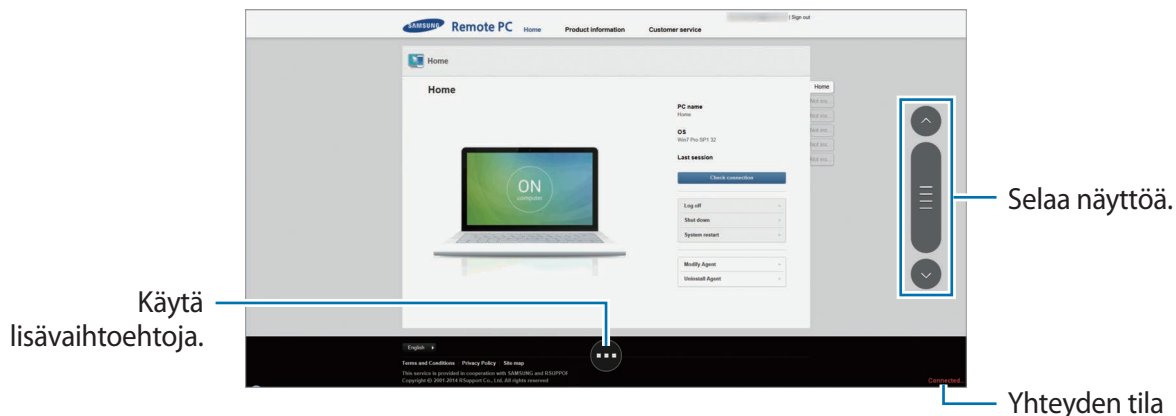 | Sign out
SAMSUNG Remote PC Home Product information Customer service
Home
Home
Home
PC name
Home
OS
Win7 Pro SP1 32
Last session
Check connection
ON
computer
Log off
Shut down
System restart
Modify Agent
Uninstall Agent
Selaa näyttöä.
Käytä
lisävaihtoehtoja.
English
Terms and Conditions Privacy Policy Site map
This service is provided in cooperation with SAMSUNG and RSUPPOF
Copyright © 2001-2014 RSupport Co., Ltd. All rights reserved
Connected...
Yhteyden tila